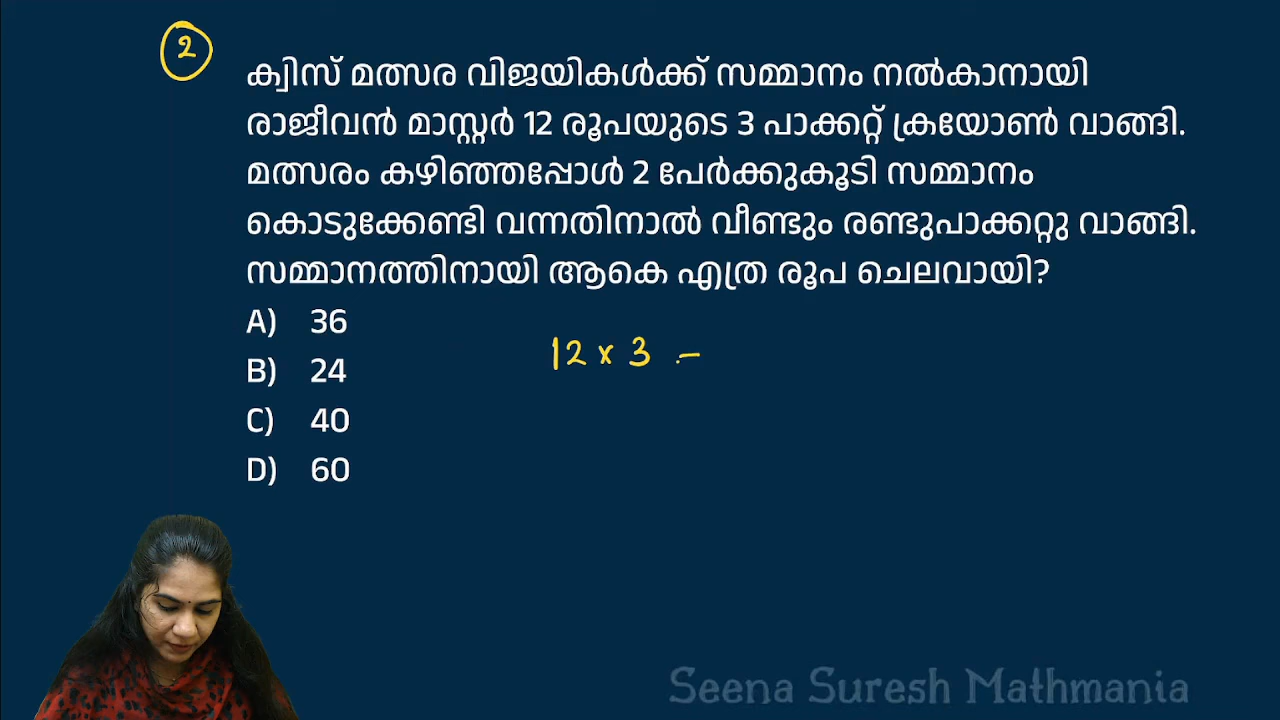 2
ക്വിസ് മത്സര വിജയികൾക്ക് സമ്മാനം നൽകാനായി
രാജീവൻ മാസ്റ്റർ 12 രൂപയുടെ 3 പാക്കറ്റ് ക്രയോൺ വാങ്ങി.
മത്സരം കഴിഞ്ഞപ്പോൾ 2 പേർക്കുകൂടി സമ്മാനം
കൊടുക്കേണ്ടി വന്നതിനാൽ വീണ്ടും രണ്ടുപാക്കറ്റു വാങ്ങി.
സമ്മാനത്തിനായി ആകെ എത്ര രൂപ ചെലവായി?
A) 36
12 x 3 =
B) 24
C) 40
D) 60
Seena Suresh Mathmania